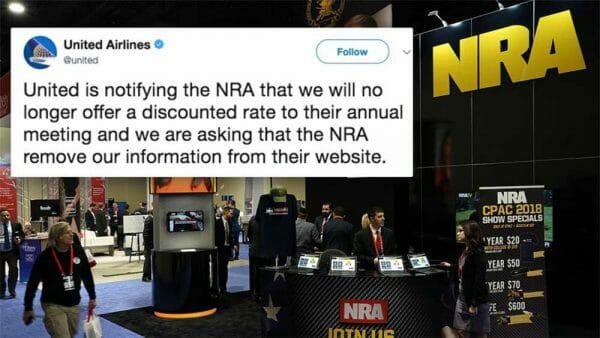 United Airlines
@united
Follow
United is notifying the NRA that we will no
longer offer a discounted rate to their annual
meeting and we are asking that the NRA
remove our information from their website.
NRA
NRA
CPAC 2018
SHOW SPECIALS
YEAR $20
YEAR $50
YEAR $70
$600
NRA
JOIN US